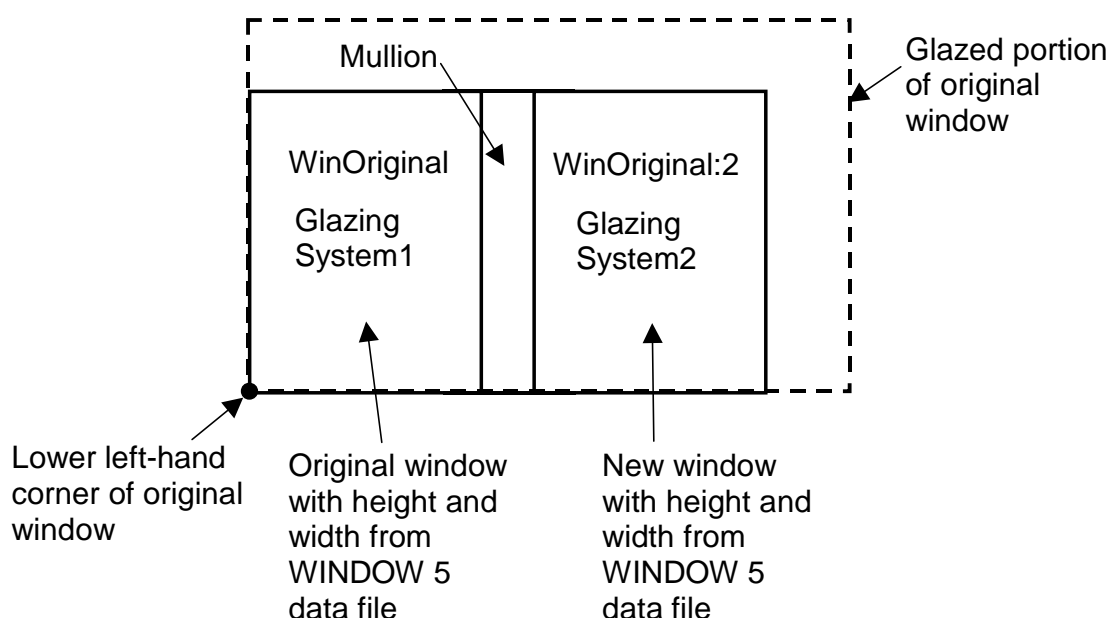 Mullion
Glazed portion
of original
window
WinOriginal
Glazing
System1
WinOriginal:2
Glazing
System2
Lower left-hand
corner of original
window
Original window
with height and
width from
WINDOW 5
data file
New window
with height and
width from
WINDOW 5
data file